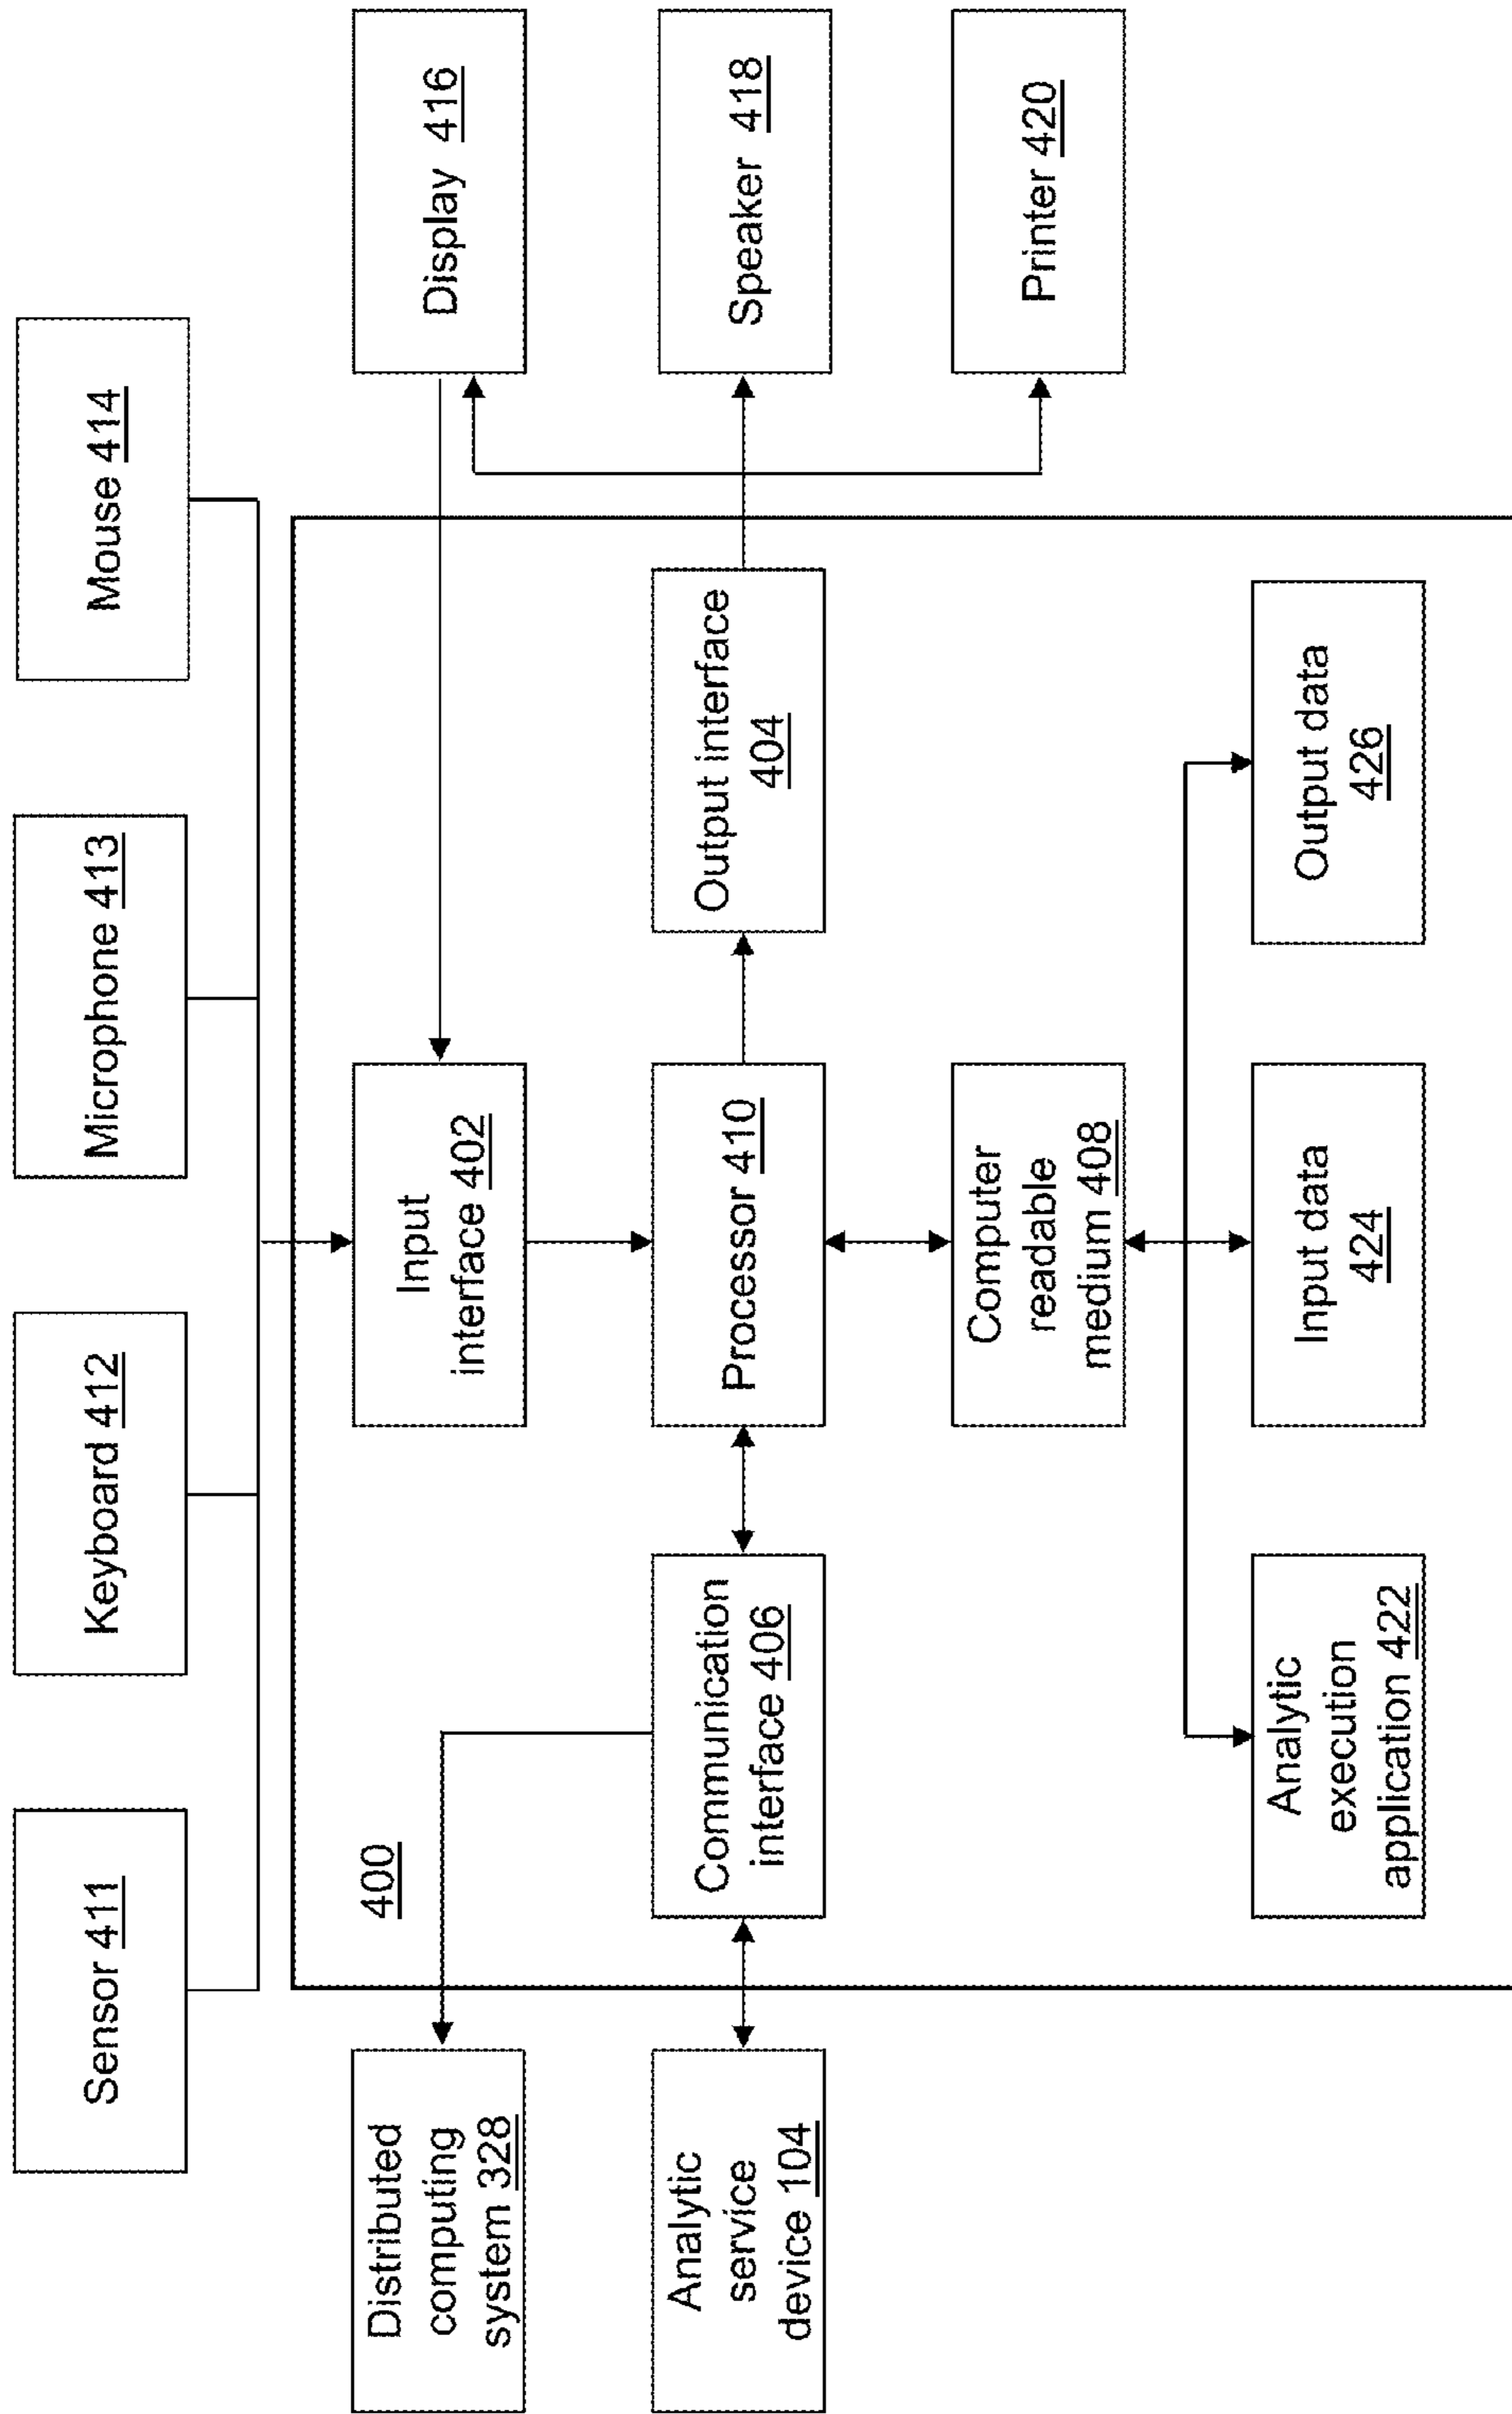 Sensor 411
Keyboard 412
Microphone 413
Mouse 414
400
Distributed
computing
system 328
Input
interface 402
Display 416
Analytic
service
device 104
Communication
interface 406
Processor 410
Output interface
404
Speaker 418
Computer
readable
medium 408
Printer 420
Analytic
execution
application 422
Input data
424
Output data
426